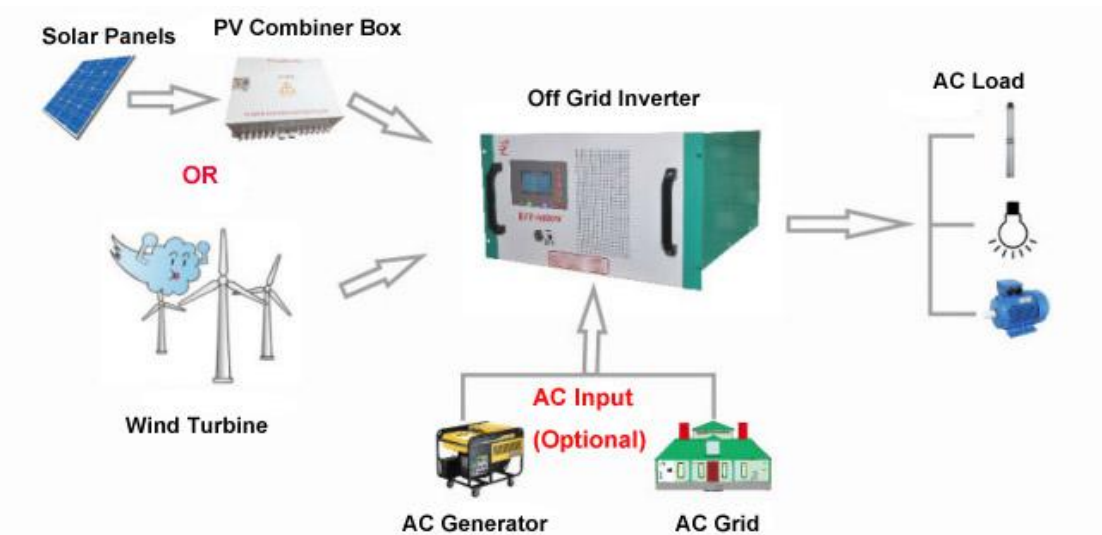 Solar Panels
PV Combiner Box
Off Grid Inverter
AC Load
OR
Wind Turbine
AC Input
(Optional)
AC Generator
AC Grid